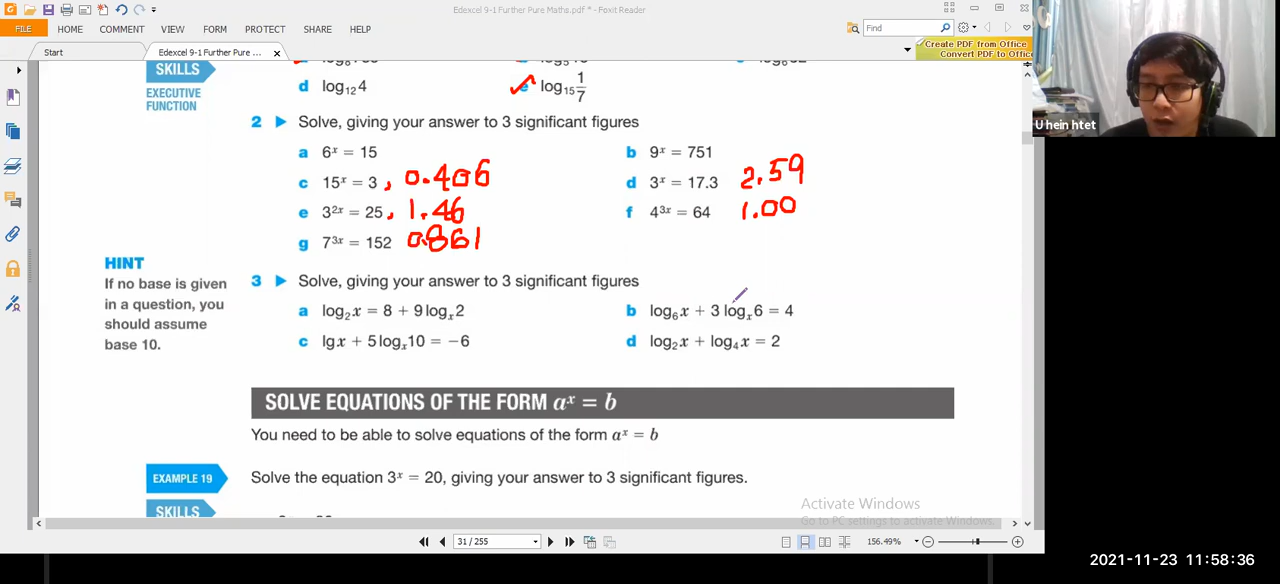 Edexcel 9-1 Further Pure Maths.pdf * - Foxit Reader
FILE HOME COMMENT VIEW FORM PROTECT SHARE HELP
Find
Start
Edexcel 9-1 Further Pure ... ×
Create PDF from Office
Convert PDF to Office
SKILLS
EXECUTIVE
FUNCTION
d log₁₂4
e log₁₅ 1/7
2 Solve, giving your answer to 3 significant figures
a 6ˣ = 15
b 9ˣ = 751
c 15ˣ = 3 , 0.406
d 3ˣ = 17.3 2.59
e 3²ˣ = 25 , 1.46
f 4³ˣ = 64 1.00
g 7³ˣ = 152 0.861
HINT
If no base is given
in a question, you
should assume
base 10.
3 Solve, giving your answer to 3 significant figures
a log₂x = 8 + 9 logₓ2
b log₆x + 3 logₓ6 = 4
c lgx + 5 logₓ10 = −6
d log₂x + log₄x = 2
SOLVE EQUATIONS OF THE FORM aˣ = b
You need to be able to solve equations of the form aˣ = b
EXAMPLE 19
Solve the equation 3ˣ = 20, giving your answer to 3 significant figures.
SKILLS
Activate Windows
Go to PC settings to activate Windows.
31 / 255
156.49%
U hein htet
2021-11-23 11:58:36